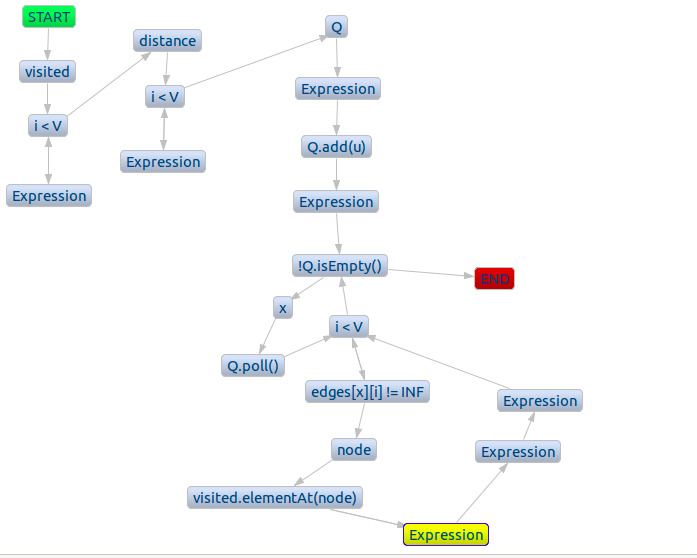 START
visited
i < V
Expression
distance
i < V
Expression
Q
Expression
Q.add(u)
Expression
!Q.isEmpty()
END
x
i < V
Q.poll()
edges[x][i] != INF
Expression
node
Expression
visited.elementAt(node)
Expression